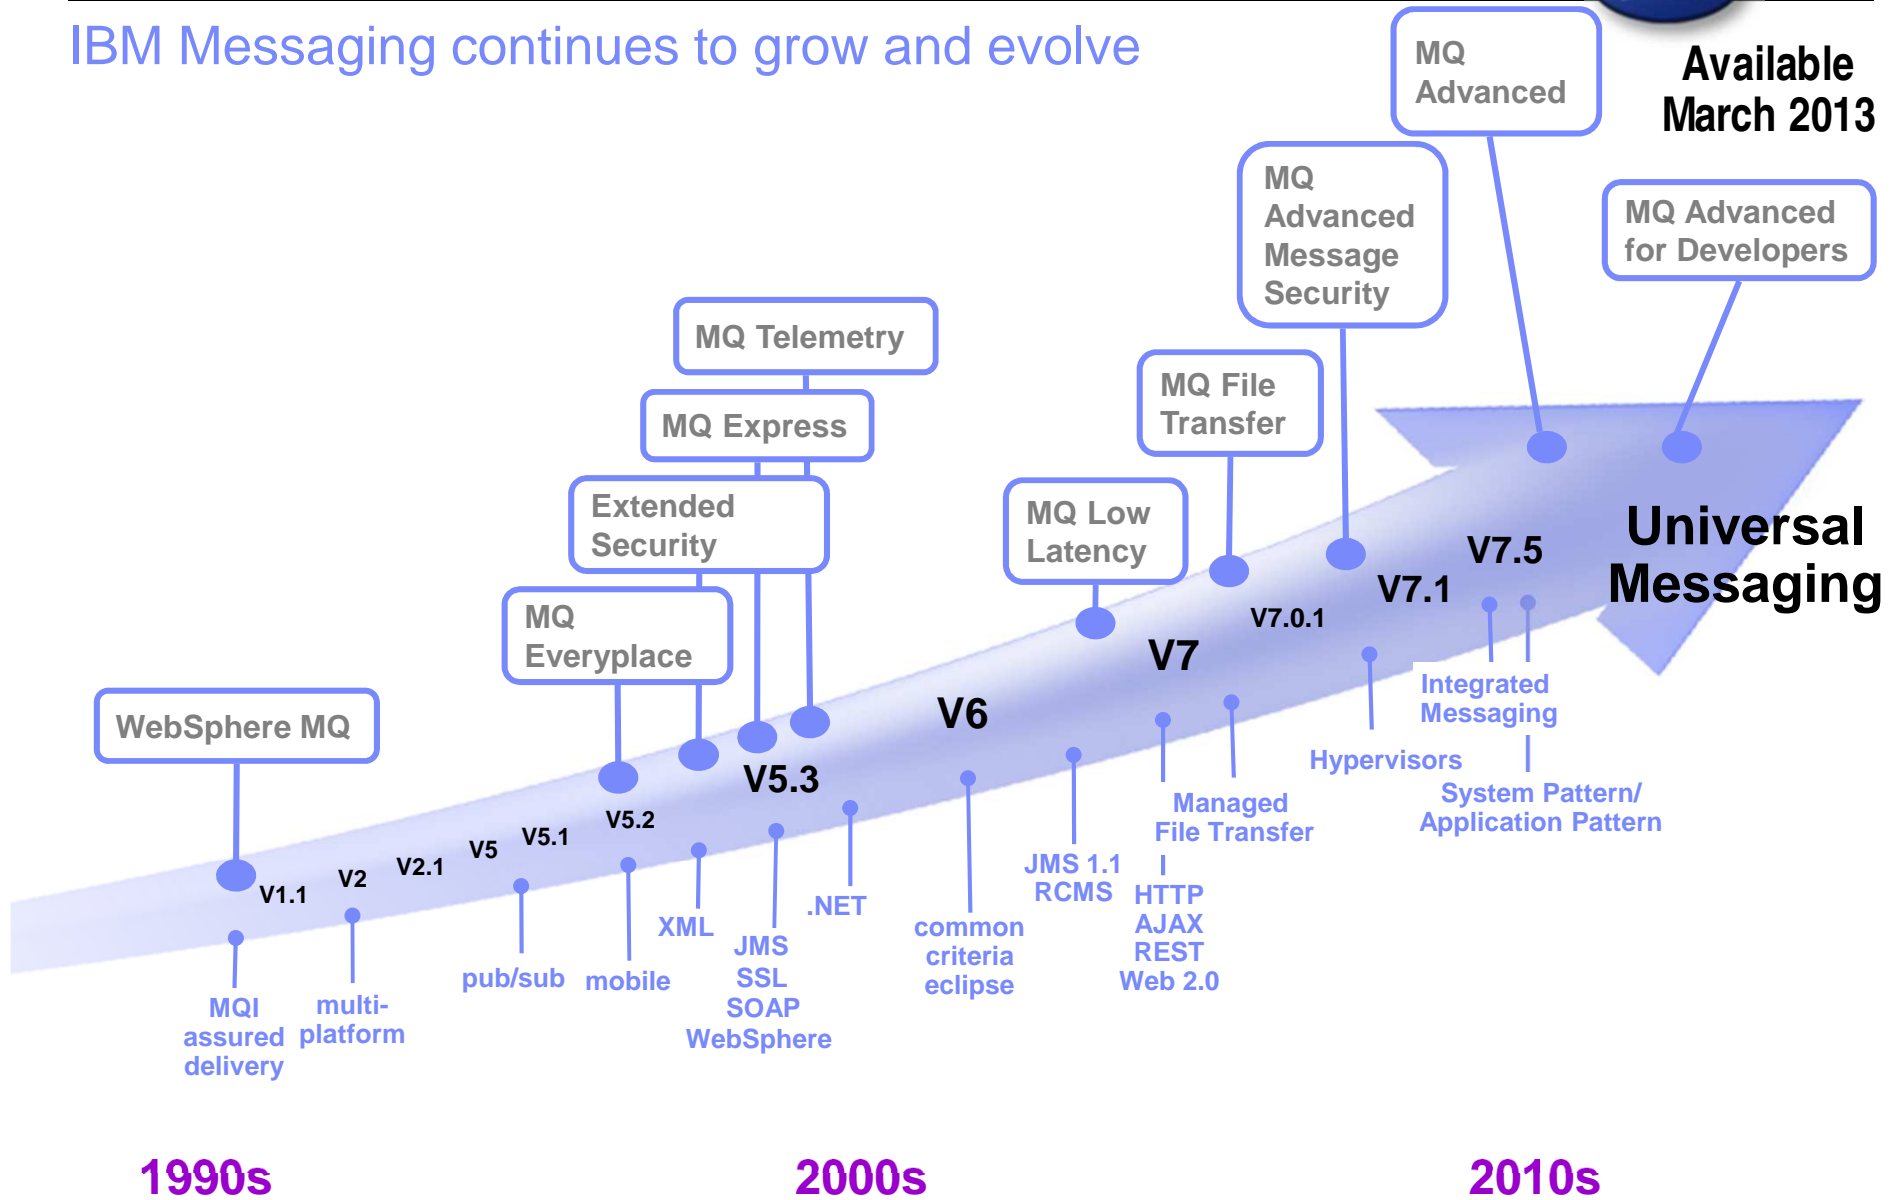 IBM Messaging continues to grow and evolve
MQ
Advanced
Available
March 2013
MQ
Advanced
Message
Security
MQ Advanced
for Developers
MQ Telemetry
MQ File
Transfer
MQ Express
Extended
Security
MQ Low
Latency
MQ
Everyplace
WebSphere MQ
Universal
Messaging
V1.1
V2
V2.1
V5
V5.1
V5.2
V5.3
V6
V7
V7.0.1
V7.1
V7.5
MQI
assured
delivery
multi-
platform
pub/sub
mobile
XML
JMS
SSL
SOAP
WebSphere
.NET
common
criteria
eclipse
JMS 1.1
RCMS
HTTP
AJAX
REST
Web 2.0
Managed
File Transfer
Hypervisors
Integrated
Messaging
System Pattern/
Application Pattern
1990s
2000s
2010s